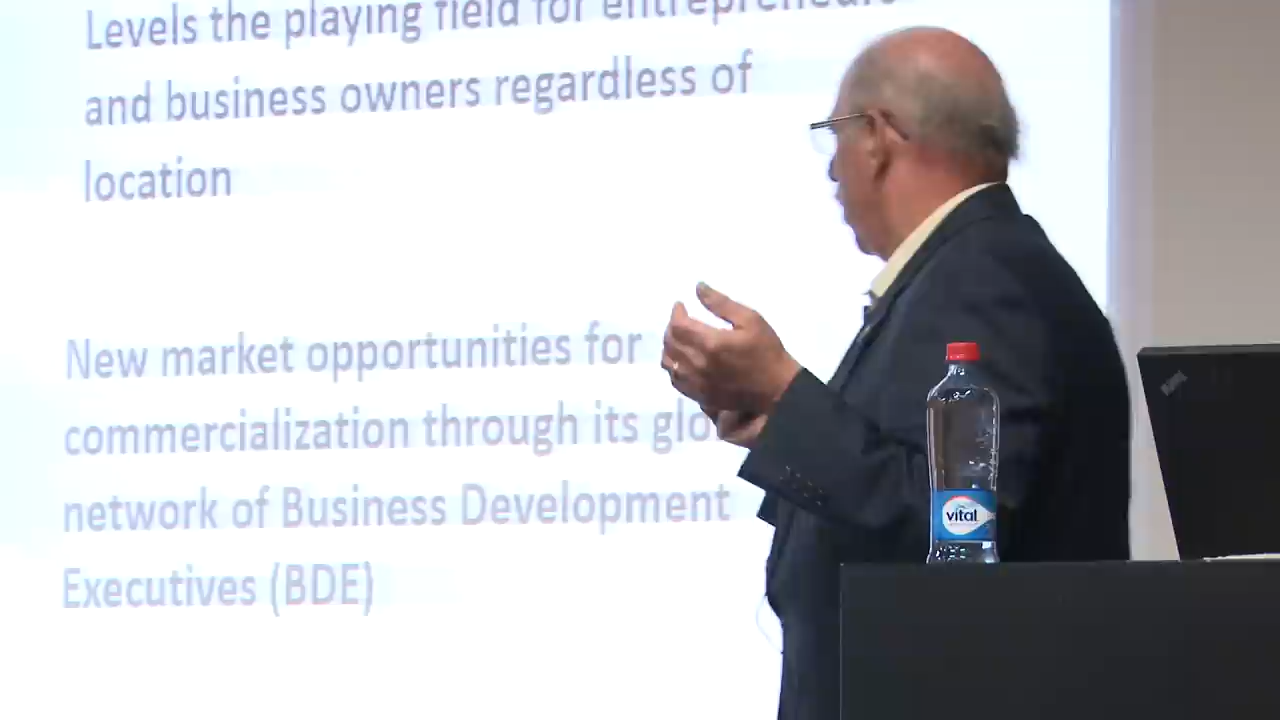 Levels the playing field for entrepreneurs
and business owners regardless of
location
New market opportunities for
commercialization through its
network of Business Development
Executives (BDE)
vital